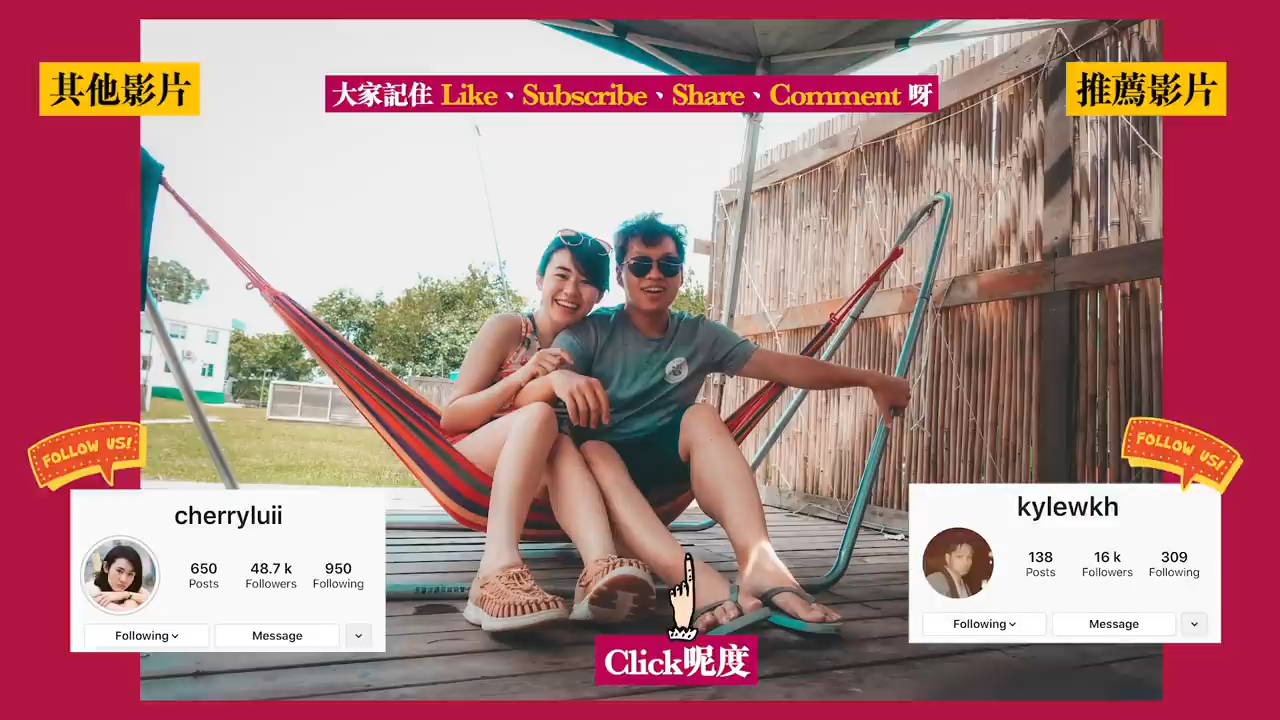 其他影片
大家記住 Like、Subscribe、Share、Comment 呀
推薦影片
FOLLOW US!
FOLLOW US!
cherryluii
650 48.7 k 950
Posts Followers Following
Following
Message
kylewkh
138 16 k 309
Posts Followers Following
Following
Message
Click呢度